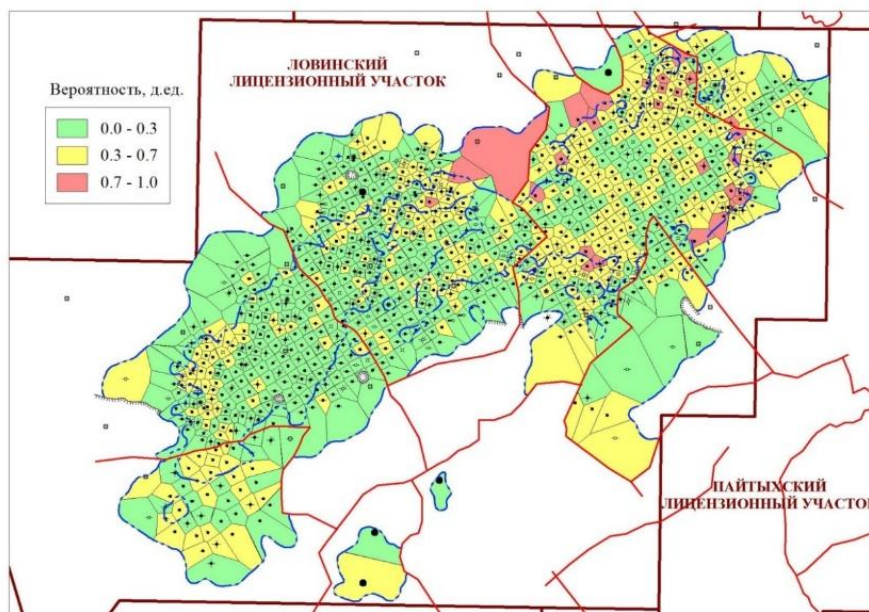 ЛОВИНСКИЙ
ЛИЦЕНЗИОННЫЙ УЧАСТОК
Вероятность, д.ед.
0.0 - 0.3
0.3 - 0.7
0.7 - 1.0
ПАЙТЫХСКИЙ
ЛИЦЕНЗИОННЫЙ УЧАСТОК